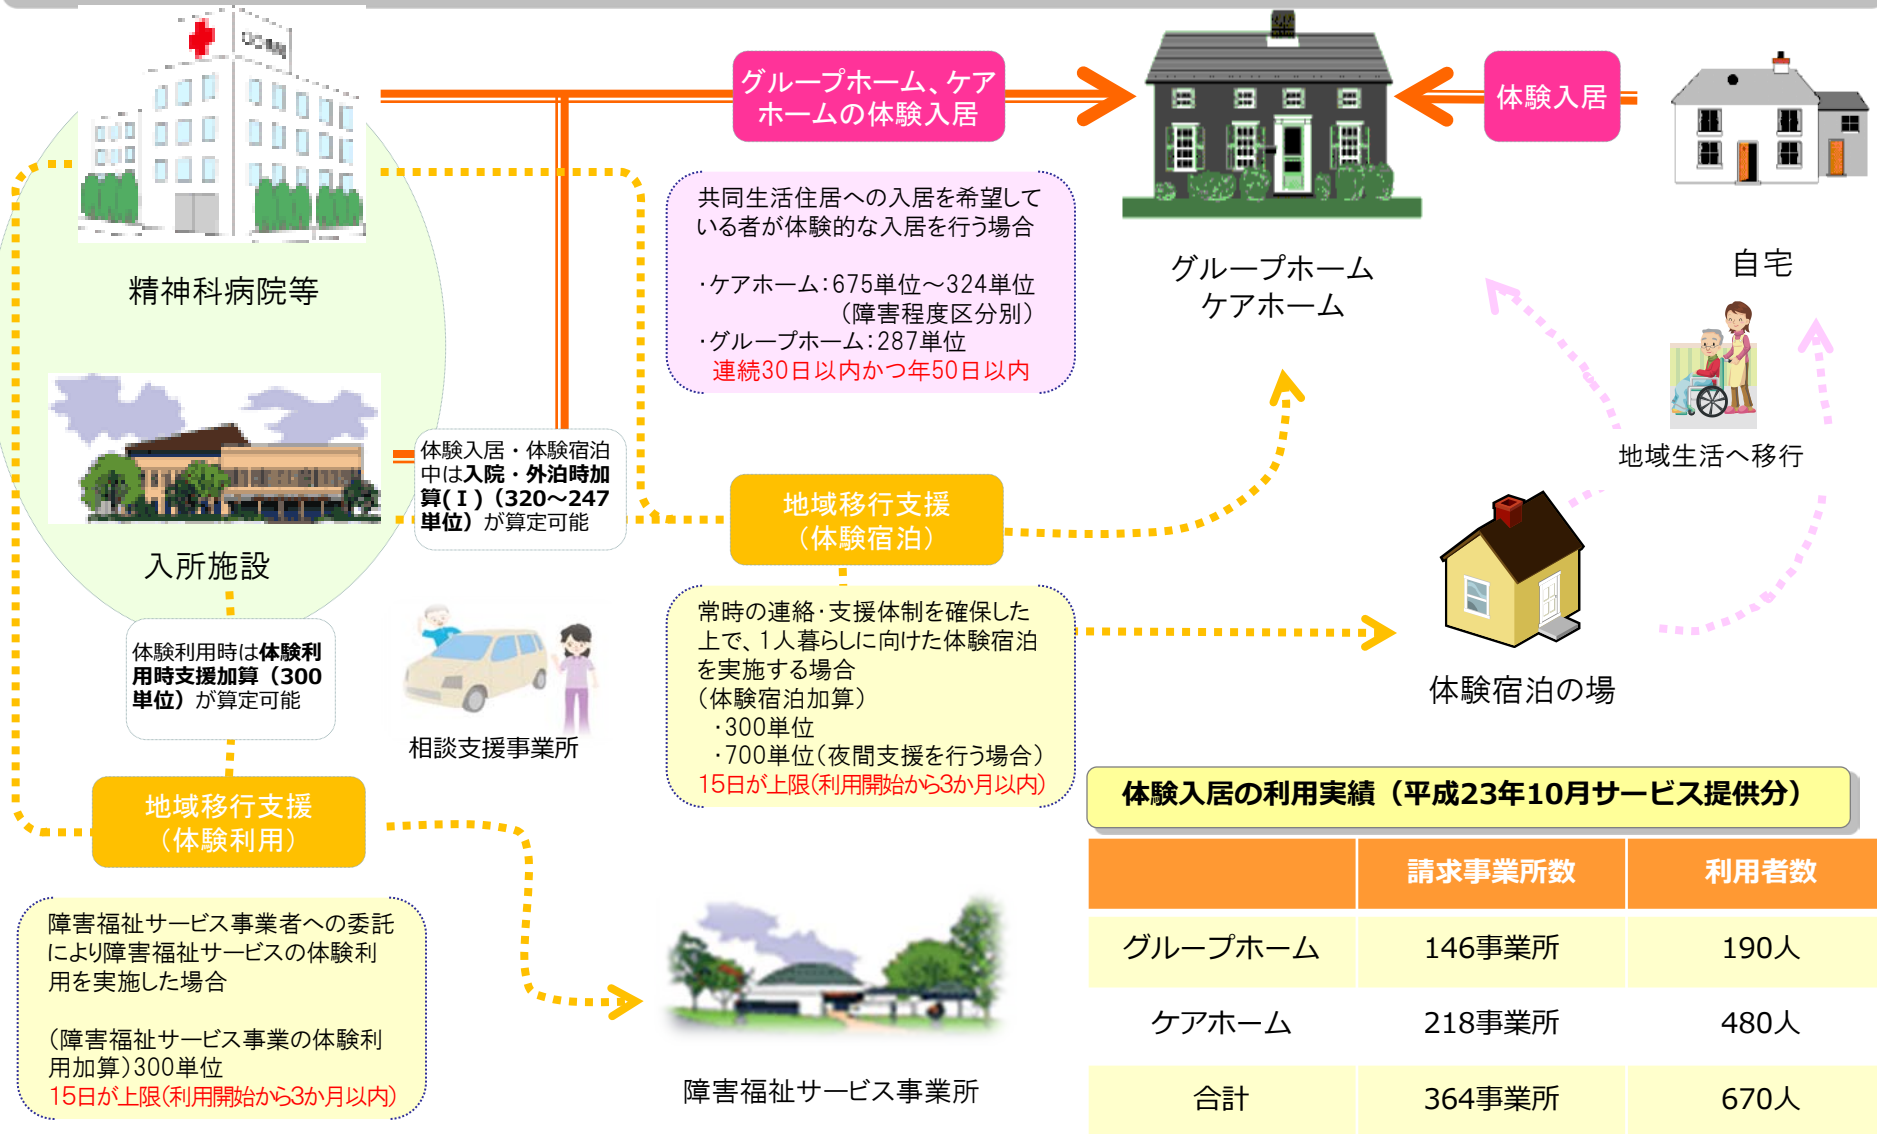 グループホーム、ケア
ホームの体験入居
体験入居
共同生活住居への入居を希望して
いる者が体験的な入居を行う場合
・ケアホーム：675単位～324単位
（障害程度区分別）
・グループホーム：287単位
連続30日以内かつ年50日以内
精神科病院等
グループホーム
ケアホーム
自宅
地域生活へ移行
体験入居・体験宿泊
中は入院・外泊時加
算(Ⅰ)（320～247
単位）が算定可能
入所施設
地域移行支援
（体験宿泊）
体験利用時は体験利
用時支援加算（300
単位）が算定可能
相談支援事業所
常時の連絡・支援体制を確保した
上で、1人暮らしに向けた体験宿泊
を実施する場合
（体験宿泊加算）
・300単位
・700単位（夜間支援を行う場合）
15日が上限（利用開始から3か月以内）
体験宿泊の場
地域移行支援
（体験利用）
障害福祉サービス事業者への委託
により障害福祉サービスの体験利
用を実施した場合
（障害福祉サービス事業の体験利
用加算）300単位
15日が上限（利用開始から3か月以内）
障害福祉サービス事業所
体験入居の利用実績（平成23年10月サービス提供分）
請求事業所数 利用者数
グループホーム 146事業所 190人
ケアホーム 218事業所 480人
合計 364事業所 670人